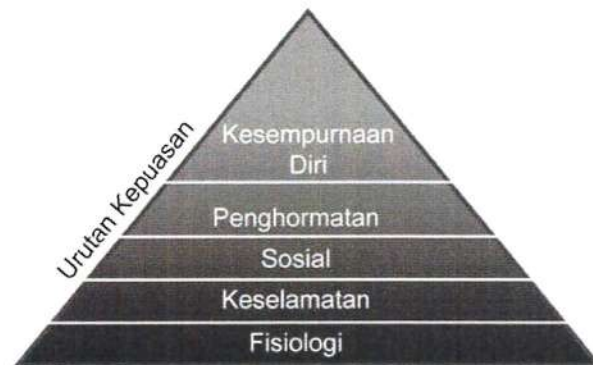 Urutan Kepuasan
Kesempurnaan
Diri
Penghormatan
Sosial
Keselamatan
Fisiologi